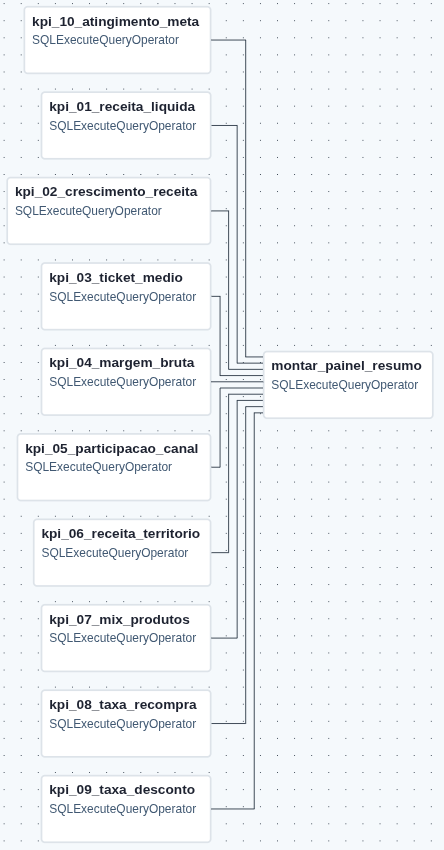 kpi_10_atingimento_meta
SQLExecuteQueryOperator
kpi_01_receita_liquida
SQLExecuteQueryOperator
kpi_02_crescimento_receita
SQLExecuteQueryOperator
kpi_03_ticket_medio
SQLExecuteQueryOperator
kpi_04_margem_bruta
SQLExecuteQueryOperator
montar_painel_resumo
SQLExecuteQueryOperator
kpi_05_participacao_canal
SQLExecuteQueryOperator
kpi_06_receita_territorio
SQLExecuteQueryOperator
kpi_07_mix_produtos
SQLExecuteQueryOperator
kpi_08_taxa_recompra
SQLExecuteQueryOperator
kpi_09_taxa_desconto
SQLExecuteQueryOperator